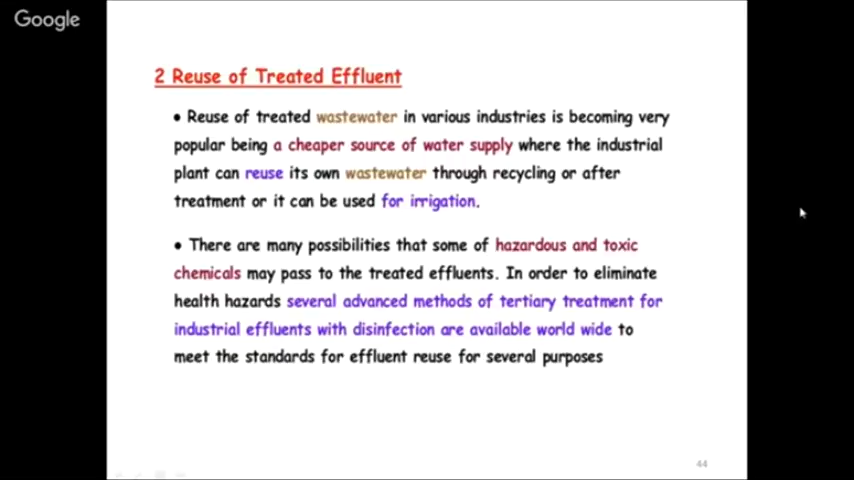 Google
2 Reuse of Treated Effluent
• Reuse of treated wastewater in various industries is becoming very
popular being a cheaper source of water supply where the industrial
plant can reuse its own wastewater through recycling or after
treatment or it can be used for irrigation.
• There are many possibilities that some of hazardous and toxic
chemicals may pass to the treated effluents. In order to eliminate
health hazards several advanced methods of tertiary treatment for
industrial effluents with disinfection are available world wide to
meet the standards for effluent reuse for several purposes
44